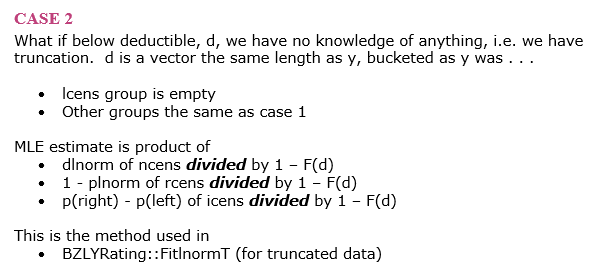 CASE 2
What if below deductible, d, we have no knowledge of anything, i.e. we have
truncation. d is a vector the same length as y, bucketed as y was . . .
• lcens group is empty
• Other groups the same as case 1
MLE estimate is product of
• dlnorm of ncens divided by 1 – F(d)
• 1 - plnorm of rcens divided by 1 – F(d)
• p(right) - p(left) of icens divided by 1 – F(d)
This is the method used in
• BZLYRating::FitlnormT (for truncated data)